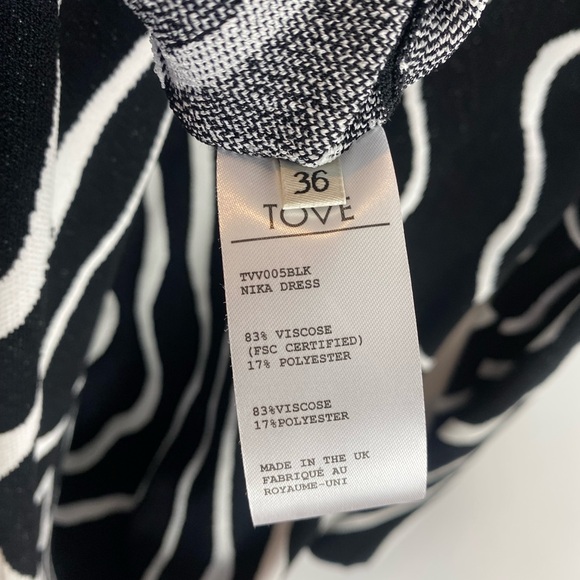 36
TOVE
TVV005BLK
NIKA DRESS
83% VISCOSE
(FSC CERTIFIED)
17% POLYESTER
83%VISCOSE
17%POLYESTER
MADE IN THE UK
FABRIQUÉ AU
ROYAUME-UNI